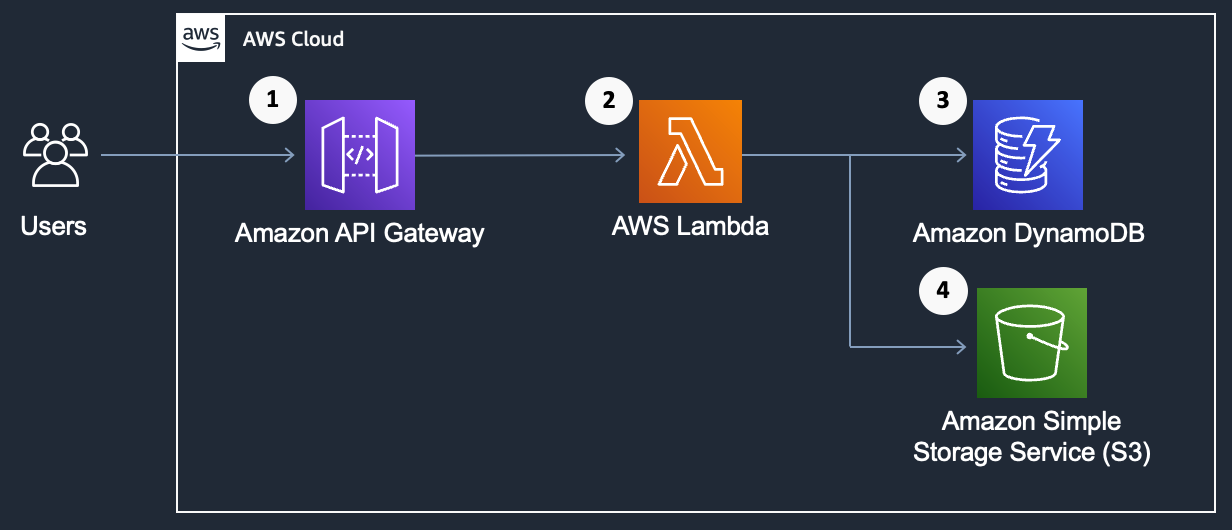 aws
AWS Cloud
1
2
3
</>
Users
Amazon API Gateway
AWS Lambda
Amazon DynamoDB
4
Amazon Simple
Storage Service (S3)